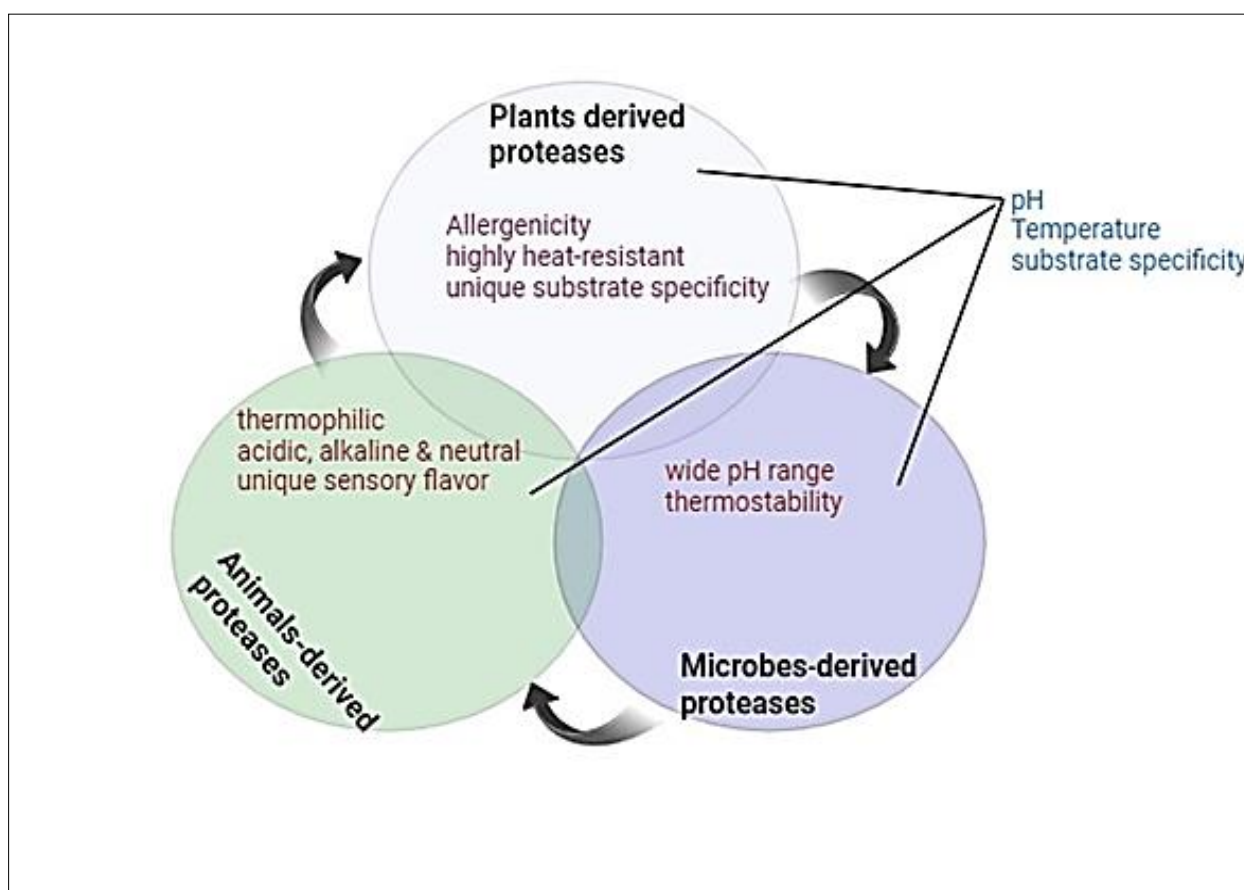 Plants derived
proteases
Allergenicity
highly heat-resistant
unique substrate specificity
pH
Temperature
substrate specificity
thermophilic
acidic, alkaline & neutral
unique sensory flavor
wide pH range
thermostability
Animals-derived
proteases
Microbes-derived
proteases